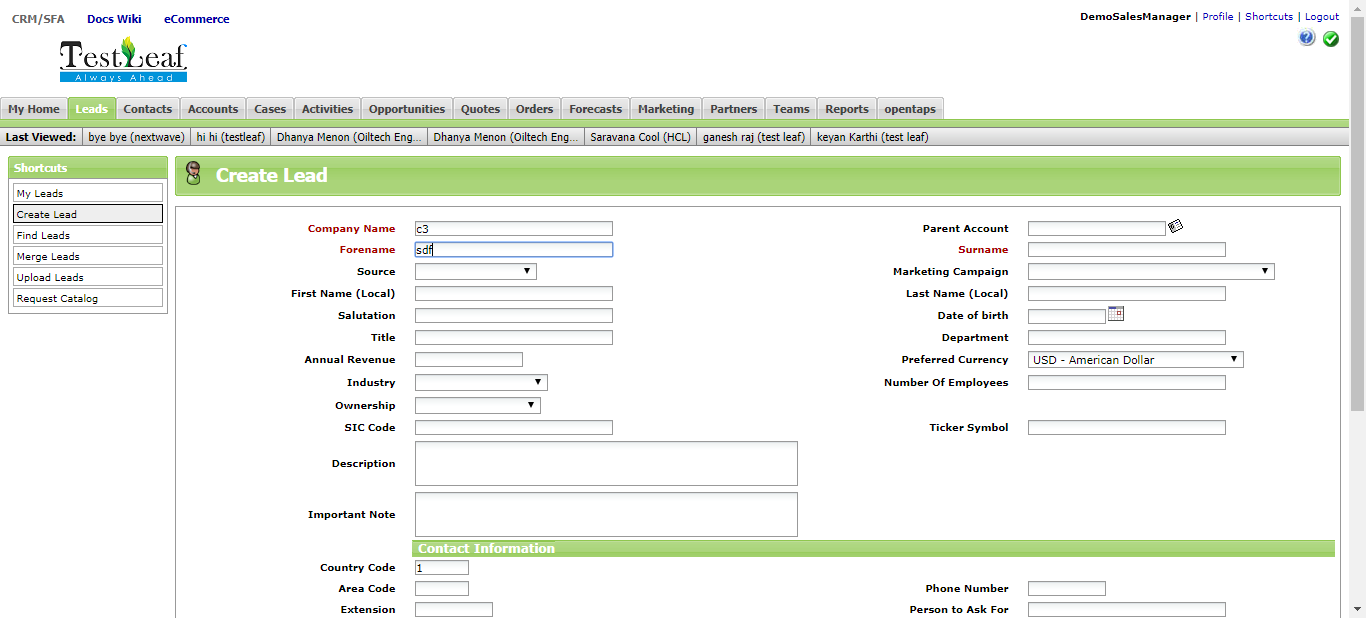 CRM/SFA Docs Wiki eCommerce
DemoSalesManager | Profile | Shortcuts | Logout
TestLeaf
Always Ahead
My Home Leads Contacts Accounts Cases Activities Opportunities Quotes Orders Forecasts Marketing Partners Teams Reports opentaps
Last Viewed: bye bye (nextwave) hi hi (testleaf) Dhanya Menon (Oiltech Eng... Dhanya Menon (Oiltech Eng... Saravana Cool (HCL) ganesh raj (test leaf) keyan Karthi (test leaf)
Shortcuts
My Leads
Create Lead
Find Leads
Merge Leads
Upload Leads
Request Catalog
Create Lead
Company Name c3 Parent Account
Forename sdf Surname
Source Marketing Campaign
First Name (Local) Last Name (Local)
Salutation Date of birth
Title Department
Annual Revenue Preferred Currency USD - American Dollar
Industry Number Of Employees
Ownership
SIC Code Ticker Symbol
Description
Important Note
Contact Information
Country Code 1
Area Code Phone Number
Extension Person to Ask For